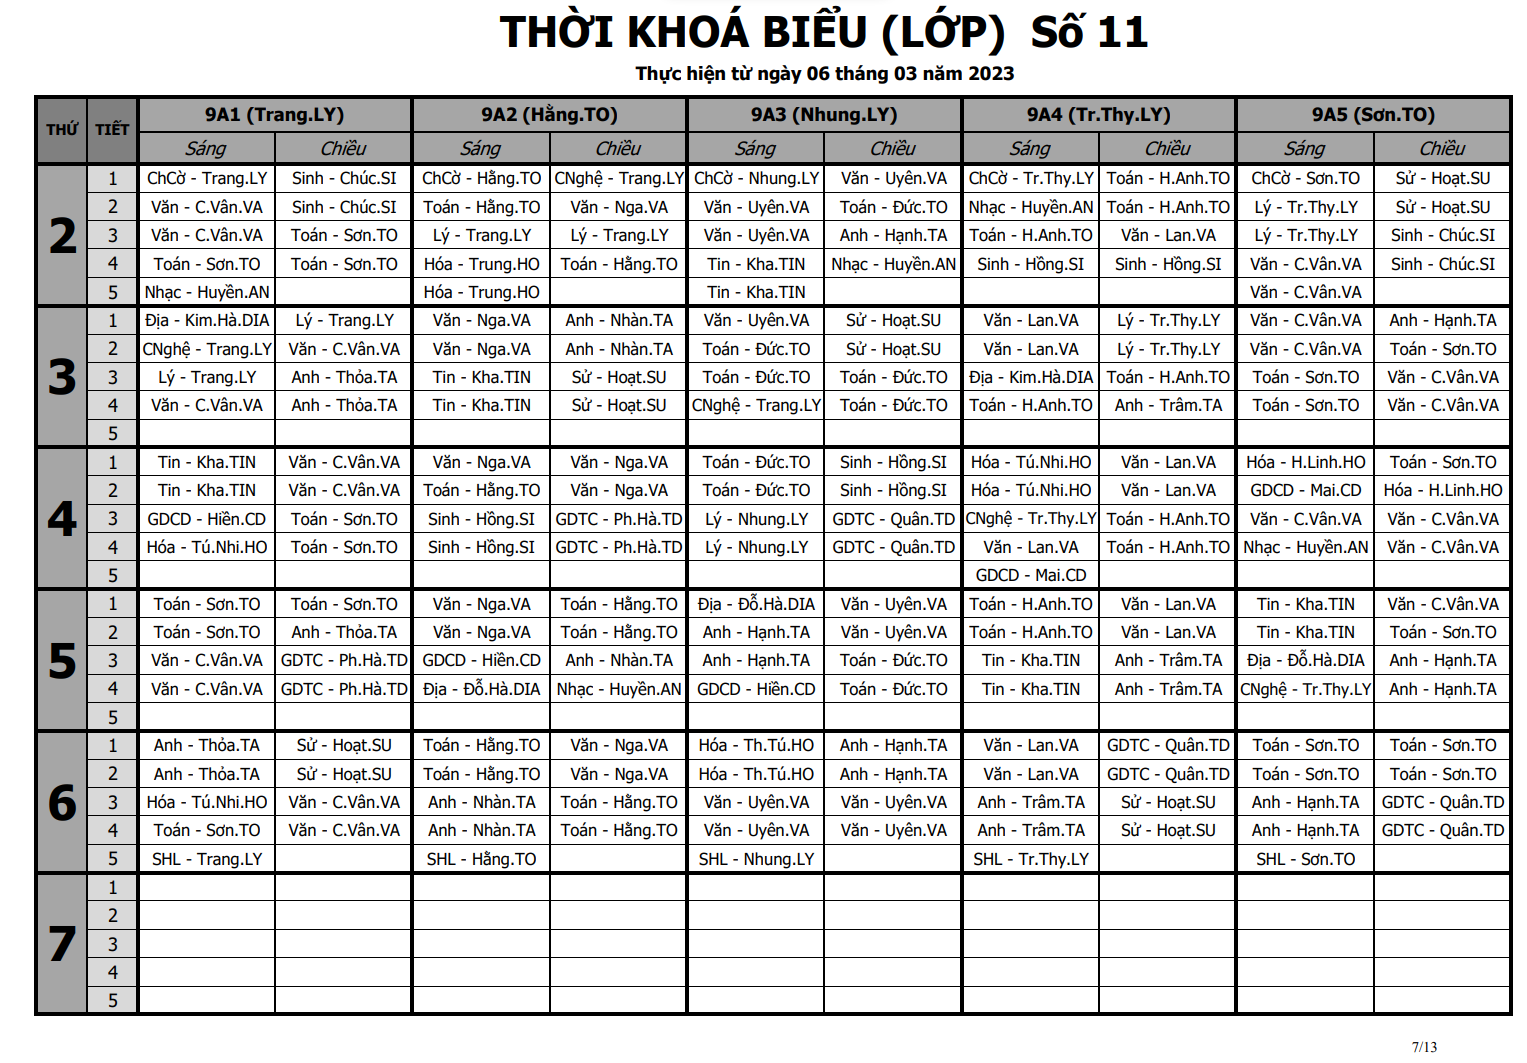 THỜI KHOÁ BIỂU (LỚP) Số 11
Thực hiện từ ngày 06 tháng 03 năm 2023
THỨ TIẾT 9A1 (Trang.LY) 9A2 (Hằng.TO) 9A3 (Nhung.LY) 9A4 (Tr.Thy.LY) 9A5 (Sơn.TO)
Sáng Chiều Sáng Chiều Sáng Chiều Sáng Chiều Sáng Chiều
2
1 ChCờ - Trang.LY Sinh - Chúc.SI ChCờ - Hằng.TO CNghệ - Trang.LY ChCờ - Nhung.LY Văn - Uyên.VA ChCờ - Tr.Thy.LY Toán - H.Anh.TO ChCờ - Sơn.TO Sử - Hoạt.SU
2 Văn - C.Vân.VA Sinh - Chúc.SI Toán - Hằng.TO Văn - Nga.VA Văn - Uyên.VA Toán - Đức.TO Nhạc - Huyền.AN Toán - H.Anh.TO Lý - Tr.Thy.LY Sử - Hoạt.SU
3 Văn - C.Vân.VA Toán - Sơn.TO Lý - Trang.LY Lý - Trang.LY Văn - Uyên.VA Anh - Hạnh.TA Toán - H.Anh.TO Văn - Lan.VA Lý - Tr.Thy.LY Sinh - Chúc.SI
4 Toán - Sơn.TO Toán - Sơn.TO Hóa - Trung.HO Toán - Hằng.TO Tin - Kha.TIN Nhạc - Huyền.AN Sinh - Hồng.SI Sinh - Hồng.SI Văn - C.Vân.VA Sinh - Chúc.SI
5 Nhạc - Huyền.AN Hóa - Trung.HO Tin - Kha.TIN Văn - C.Vân.VA
3
1 Địa - Kim.Hà.DIA Lý - Trang.LY Văn - Nga.VA Anh - Nhàn.TA Văn - Uyên.VA Sử - Hoạt.SU Văn - Lan.VA Lý - Tr.Thy.LY Văn - C.Vân.VA Anh - Hạnh.TA
2 CNghệ - Trang.LY Văn - C.Vân.VA Văn - Nga.VA Anh - Nhàn.TA Toán - Đức.TO Sử - Hoạt.SU Văn - Lan.VA Lý - Tr.Thy.LY Văn - C.Vân.VA Toán - Sơn.TO
3 Lý - Trang.LY Anh - Thỏa.TA Tin - Kha.TIN Sử - Hoạt.SU Toán - Đức.TO Toán - Đức.TO Địa - Kim.Hà.DIA Toán - H.Anh.TO Toán - Sơn.TO Văn - C.Vân.VA
4 Văn - C.Vân.VA Anh - Thỏa.TA Tin - Kha.TIN Sử - Hoạt.SU CNghệ - Trang.LY Toán - Đức.TO Toán - H.Anh.TO Anh - Trâm.TA Toán - Sơn.TO Văn - C.Vân.VA
5
4
1 Tin - Kha.TIN Văn - C.Vân.VA Văn - Nga.VA Văn - Nga.VA Toán - Đức.TO Sinh - Hồng.SI Hóa - Tú.Nhi.HO Văn - Lan.VA Hóa - H.Linh.HO Toán - Sơn.TO
2 Tin - Kha.TIN Văn - C.Vân.VA Toán - Hằng.TO Văn - Nga.VA Toán - Đức.TO Sinh - Hồng.SI Hóa - Tú.Nhi.HO Văn - Lan.VA GDCD - Mai.CD Hóa - H.Linh.HO
3 GDCD - Hiền.CD Toán - Sơn.TO Sinh - Hồng.SI GDTC - Ph.Hà.TD Lý - Nhung.LY GDTC - Quân.TD CNghệ - Tr.Thy.LY Toán - H.Anh.TO Văn - C.Vân.VA Văn - C.Vân.VA
4 Hóa - Tú.Nhi.HO Toán - Sơn.TO Sinh - Hồng.SI GDTC - Ph.Hà.TD Lý - Nhung.LY GDTC - Quân.TD Văn - Lan.VA Toán - H.Anh.TO Nhạc - Huyền.AN Văn - C.Vân.VA
5 GDCD - Mai.CD
5
1 Toán - Sơn.TO Toán - Sơn.TO Văn - Nga.VA Toán - Hằng.TO Địa - Đỗ.Hà.DIA Văn - Uyên.VA Toán - H.Anh.TO Văn - Lan.VA Tin - Kha.TIN Văn - C.Vân.VA
2 Toán - Sơn.TO Anh - Thỏa.TA Văn - Nga.VA Toán - Hằng.TO Anh - Hạnh.TA Văn - Uyên.VA Toán - H.Anh.TO Văn - Lan.VA Tin - Kha.TIN Toán - Sơn.TO
3 Văn - C.Vân.VA GDTC - Ph.Hà.TD GDCD - Hiền.CD Anh - Nhàn.TA Anh - Hạnh.TA Toán - Đức.TO Tin - Kha.TIN Anh - Trâm.TA Địa - Đỗ.Hà.DIA Anh - Hạnh.TA
4 Văn - C.Vân.VA GDTC - Ph.Hà.TD Địa - Đỗ.Hà.DIA Nhạc - Huyền.AN GDCD - Hiền.CD Toán - Đức.TO Tin - Kha.TIN Anh - Trâm.TA CNghệ - Tr.Thy.LY Anh - Hạnh.TA
5
6
1 Anh - Thỏa.TA Sử - Hoạt.SU Toán - Hằng.TO Văn - Nga.VA Hóa - Th.Tú.HO Anh - Hạnh.TA Văn - Lan.VA GDTC - Quân.TD Toán - Sơn.TO Toán - Sơn.TO
2 Anh - Thỏa.TA Sử - Hoạt.SU Toán - Hằng.TO Văn - Nga.VA Hóa - Th.Tú.HO Anh - Hạnh.TA Văn - Lan.VA GDTC - Quân.TD Toán - Sơn.TO Toán - Sơn.TO
3 Hóa - Tú.Nhi.HO Văn - C.Vân.VA Anh - Nhàn.TA Toán - Hằng.TO Văn - Uyên.VA Văn - Uyên.VA Anh - Trâm.TA Sử - Hoạt.SU Anh - Hạnh.TA GDTC - Quân.TD
4 Toán - Sơn.TO Văn - C.Vân.VA Anh - Nhàn.TA Toán - Hằng.TO Văn - Uyên.VA Văn - Uyên.VA Anh - Trâm.TA Sử - Hoạt.SU Anh - Hạnh.TA GDTC - Quân.TD
5 SHL - Trang.LY SHL - Hằng.TO SHL - Nhung.LY SHL - Tr.Thy.LY SHL - Sơn.TO
7
1
2
3
4
5
7/13